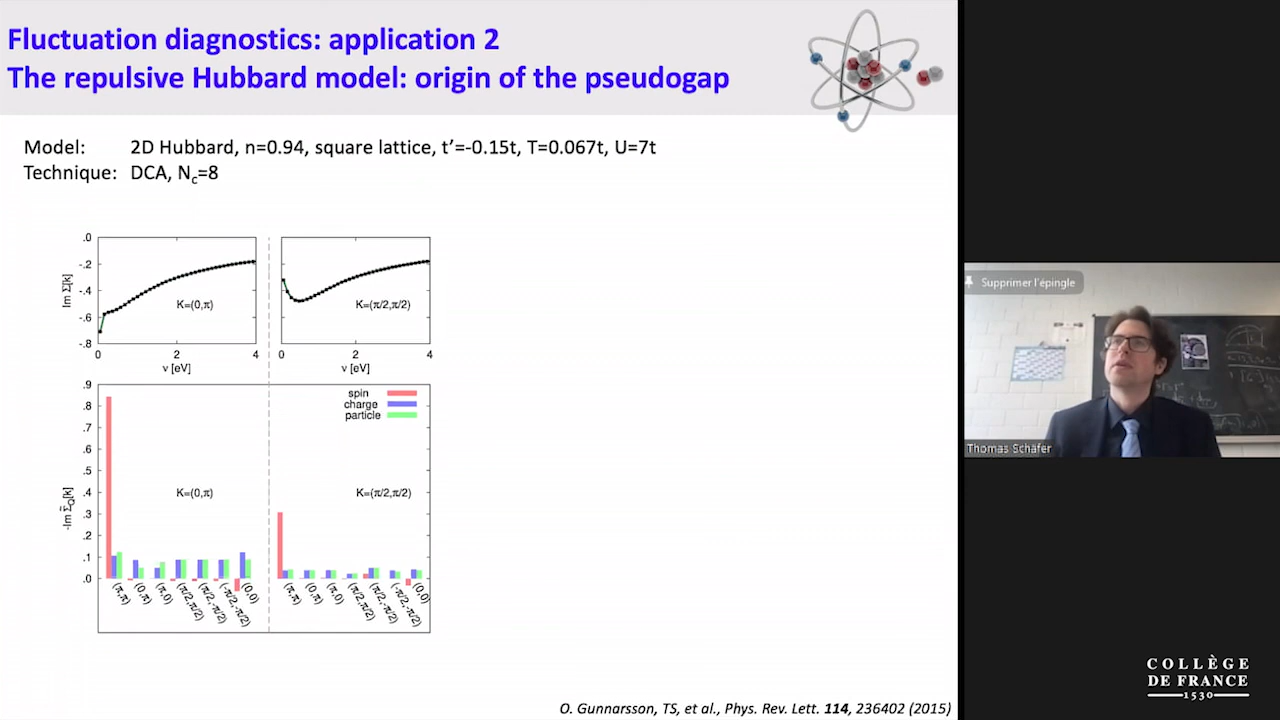 Fluctuation diagnostics: application 2
The repulsive Hubbard model: origin of the pseudogap
Model: 2D Hubbard, n=0.94, square lattice, t’=-0.15t, T=0.067t, U=7t
Technique: DCA, Nc=8
.0
-.2
-.4
-.6
-.8
Im Σ[k]
K=(0,π)
0 2 4
ν [eV]
K=(π/2,π/2)
0 2 4
ν [eV]
.9
.8
.7
.6
.5
.4
.3
.2
.1
.0
-Im Σ̃Q[k]
spin
charge
particle
K=(0,π)
K=(π/2,π/2)
(π,π) (0,π) (π,0) (π/2,π/2) (π/2,-π/2) (-π/2,-π/2) (0,0)
(π,π) (0,π) (π,0) (π/2,π/2) (π/2,-π/2) (-π/2,-π/2) (0,0)
O. Gunnarsson, TS, et al., Phys. Rev. Lett. 114, 236402 (2015)
Supprimer l'épingle
Thomas Schäfer
COLLÈGE
DE FRANCE
1530